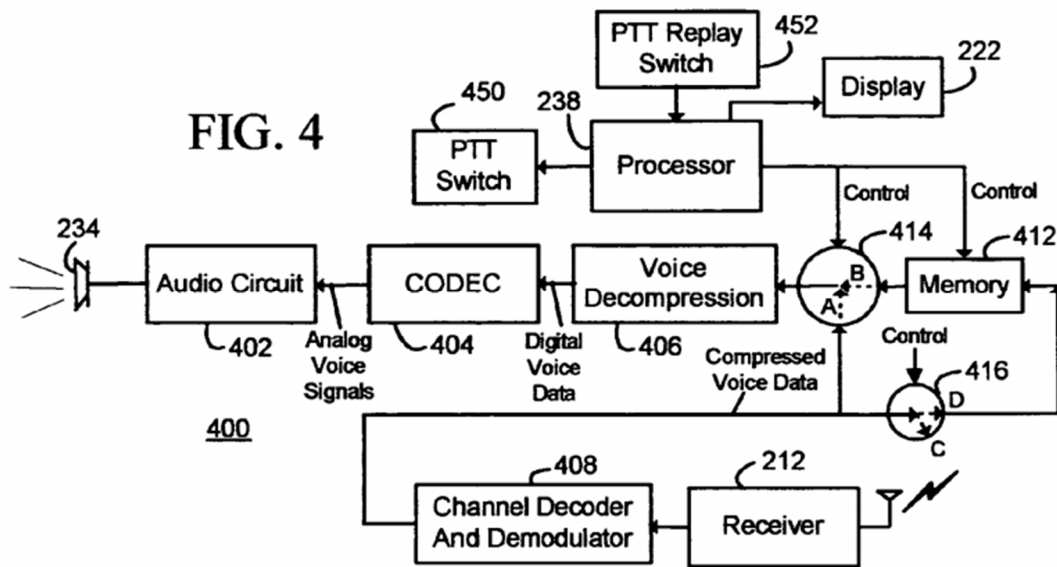 FIG. 4
PTT Replay
Switch
452
Display
222
450
PTT
Switch
238
Processor
Control
Control
234
Audio Circuit
402
Analog
Voice
Signals
CODEC
404
Digital
Voice
Data
Voice
Decompression
406
414
B
A
412
Memory
Compressed
Voice Data
Control
416
D
C
400
408
Channel Decoder
And Demodulator
212
Receiver